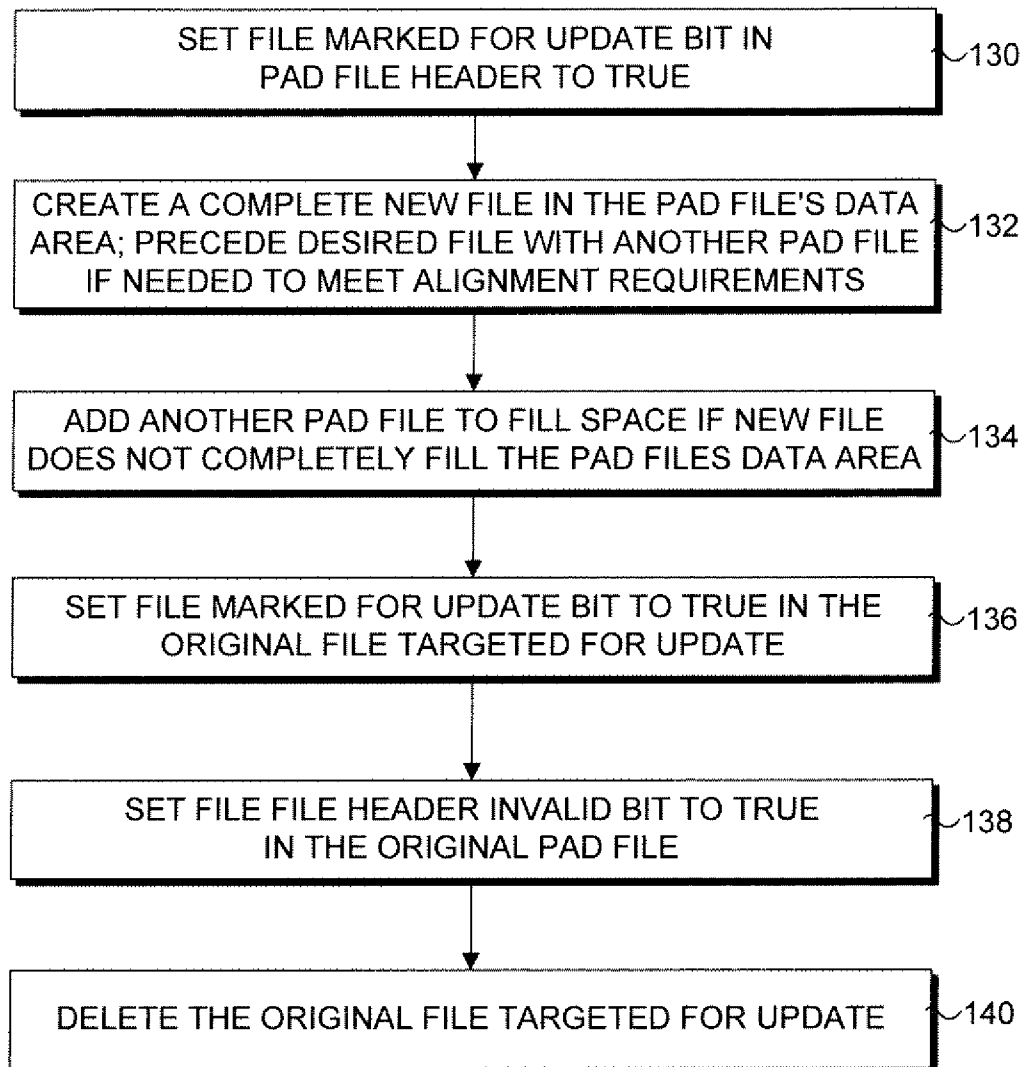 SET FILE MARKED FOR UPDATE BIT IN
PAD FILE HEADER TO TRUE
130
CREATE A COMPLETE NEW FILE IN THE PAD FILE'S DATA
AREA; PRECEDE DESIRED FILE WITH ANOTHER PAD FILE
IF NEEDED TO MEET ALIGNMENT REQUIREMENTS
132
ADD ANOTHER PAD FILE TO FILL SPACE IF NEW FILE
DOES NOT COMPLETELY FILL THE PAD FILES DATA AREA
134
SET FILE MARKED FOR UPDATE BIT TO TRUE IN THE
ORIGINAL FILE TARGETED FOR UPDATE
136
SET FILE FILE HEADER INVALID BIT TO TRUE
IN THE ORIGINAL PAD FILE
138
DELETE THE ORIGINAL FILE TARGETED FOR UPDATE
140